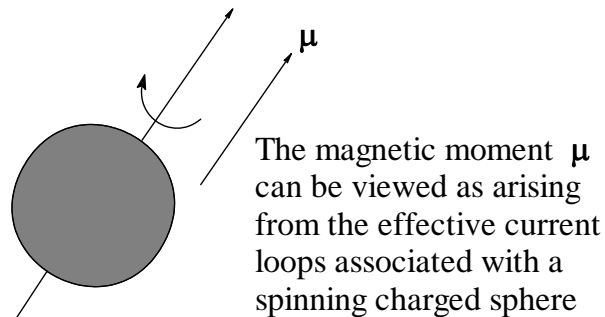 μ
The magnetic moment μ
can be viewed as arising
from the effective current
loops associated with a
spinning charged sphere